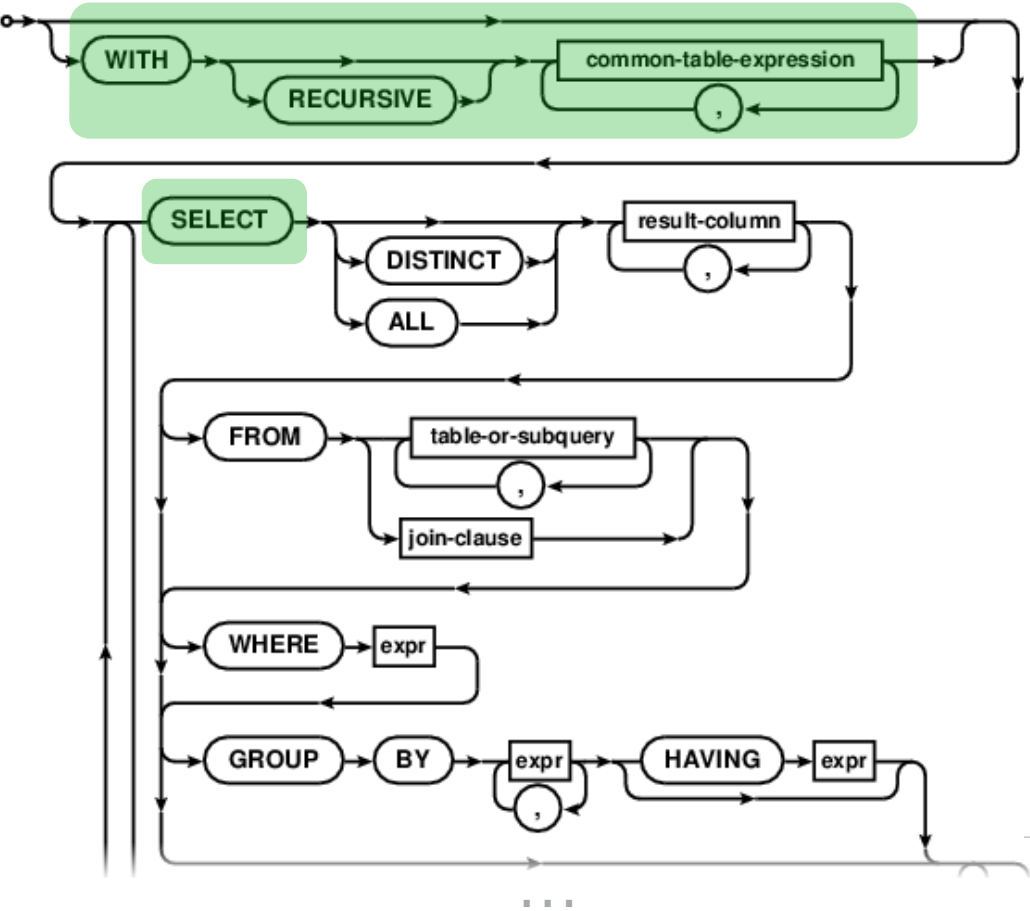 WITH common-table-expression
RECURSIVE ,
SELECT result-column
DISTINCT ,
ALL
FROM table-or-subquery
,
join-clause
WHERE expr
GROUP BY expr HAVING expr
,